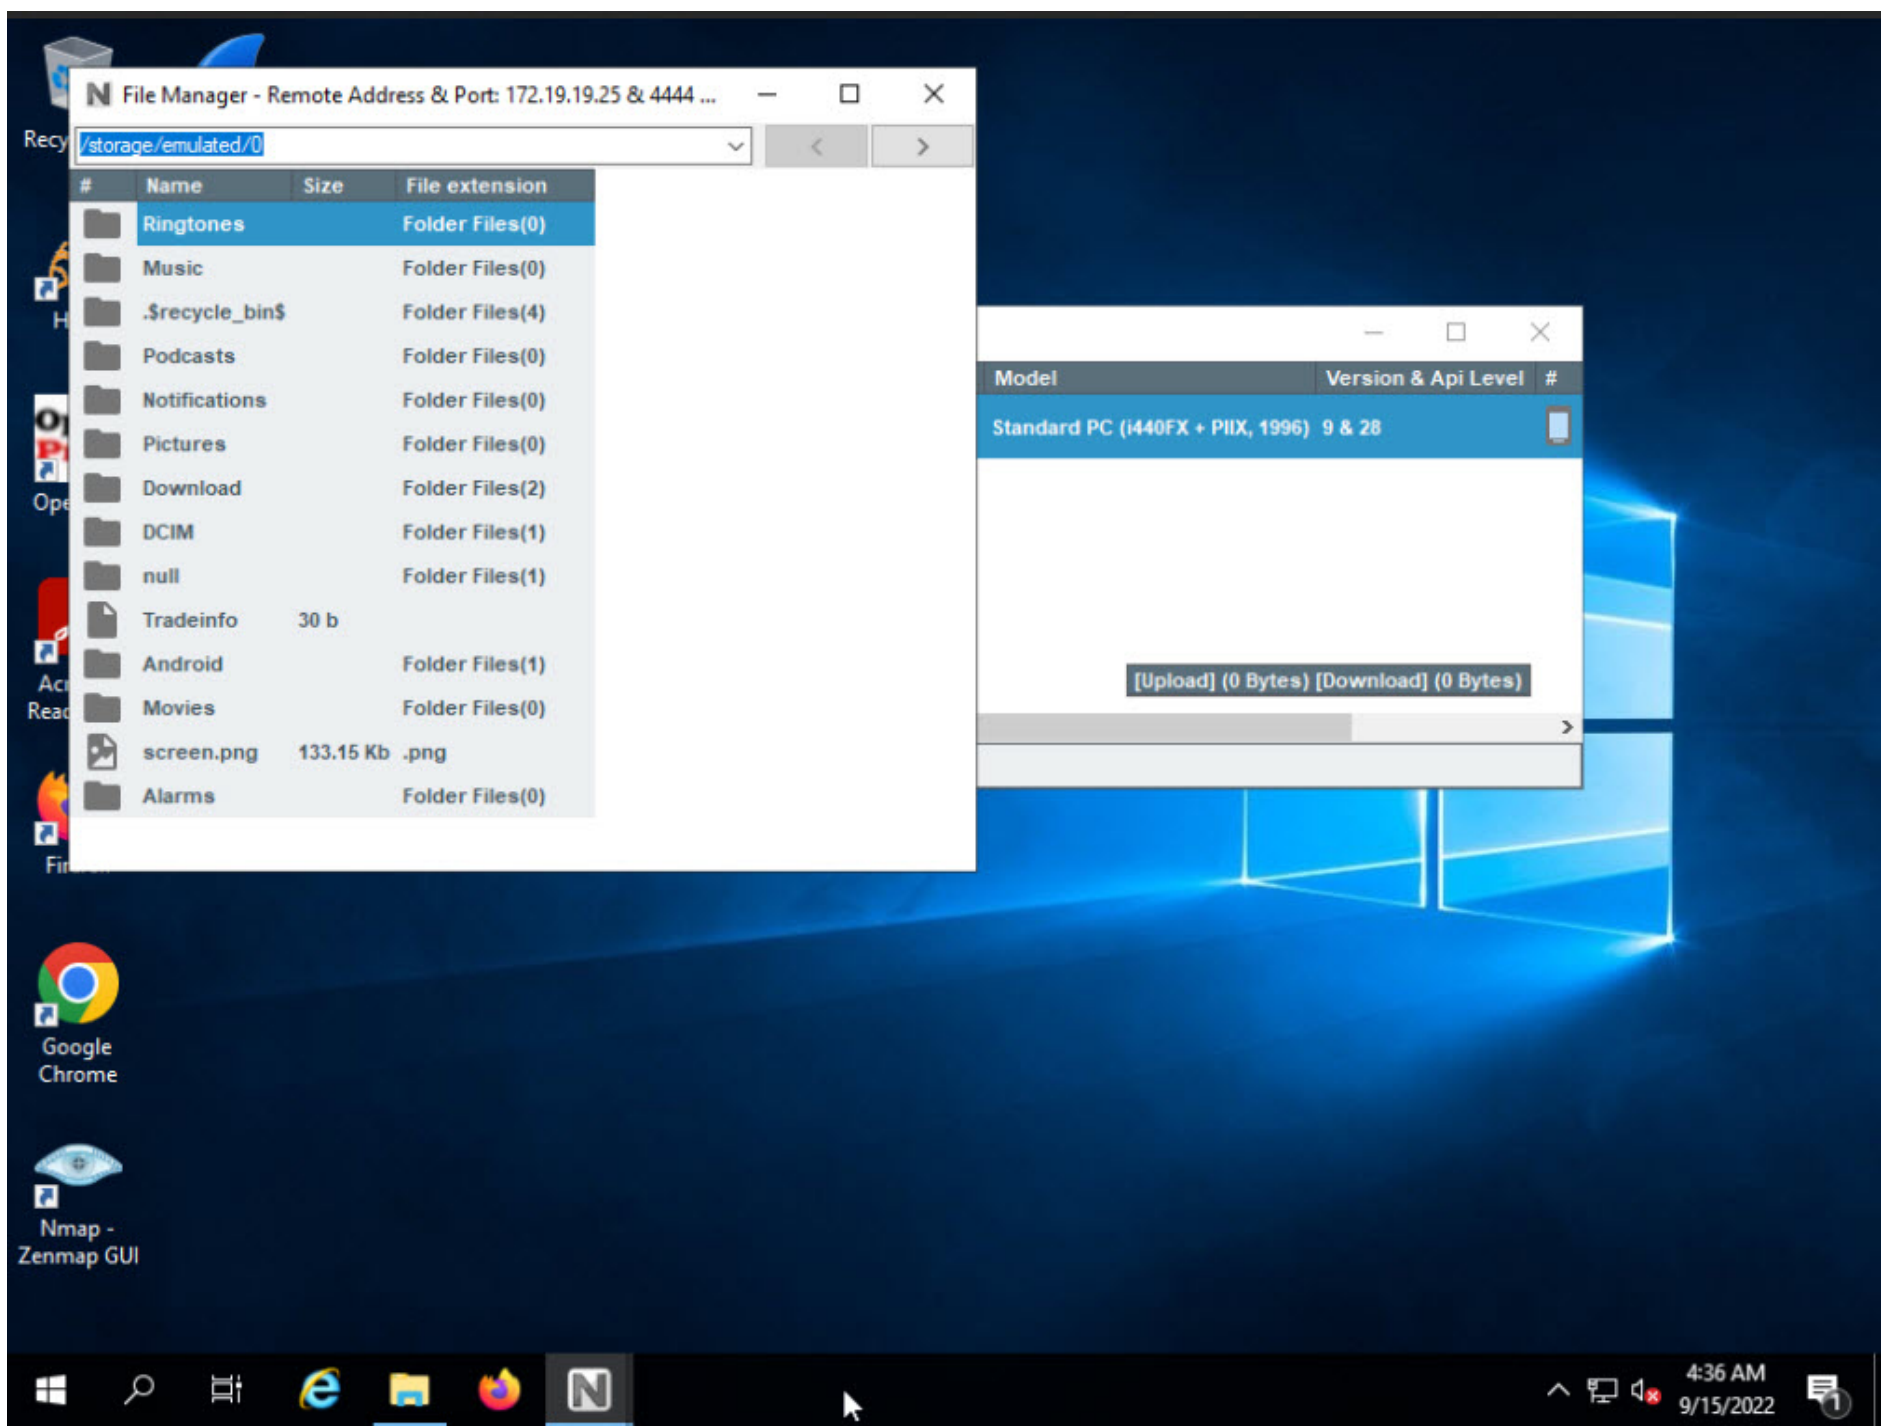 File Manager - Remote Address & Port: 172.19.19.25 & 4444 ...
/storage/emulated/0
# Name Size File extension
Ringtones Folder Files(0)
Music Folder Files(0)
.$recycle_bin$ Folder Files(4)
Podcasts Folder Files(0)
Notifications Folder Files(0)
Pictures Folder Files(0)
Download Folder Files(2)
DCIM Folder Files(1)
null Folder Files(1)
Tradeinfo 30 b
Android Folder Files(1)
Movies Folder Files(0)
screen.png 133.15 Kb .png
Alarms Folder Files(0)
Model Version & Api Level #
Standard PC (i440FX + PIIX, 1996) 9 & 28
[Upload] (0 Bytes) [Download] (0 Bytes)
Recy
H
Ope
Acr
Read
Fir
Google
Chrome
Nmap -
Zenmap GUI
4:36 AM
9/15/2022
1